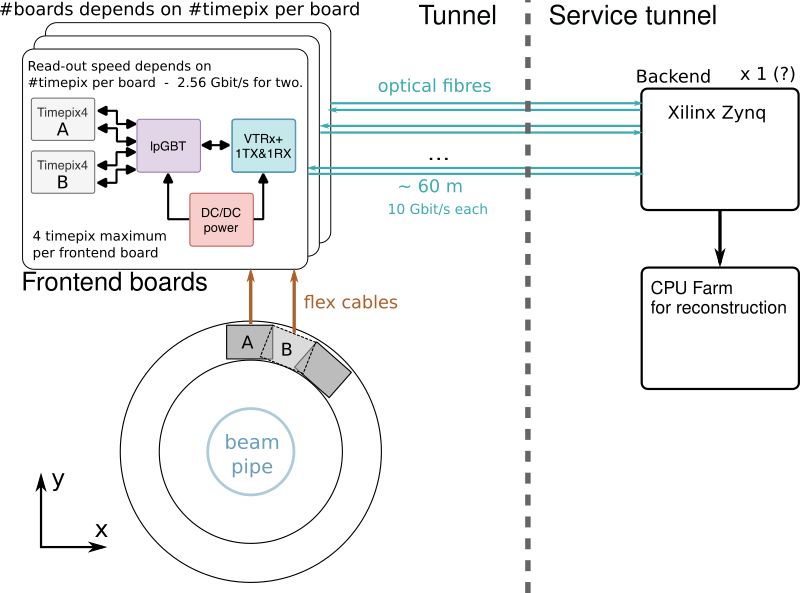 #boards depends on #timepix per board
Tunnel
Service tunnel
Read-out speed depends on
#timepix per board  -  2.56 Gbit/s for two.
Timepix4
A
Timepix4
B
lpGBT
VTRx+
1TX&1RX
DC/DC
power
4 timepix maximum
per frontend board
Frontend boards
optical fibres
...
~ 60 m
10 Gbit/s each
Backend
x 1 (?)
Xilinx Zynq
CPU Farm
for reconstruction
flex cables
A
B
beam
pipe
y
x